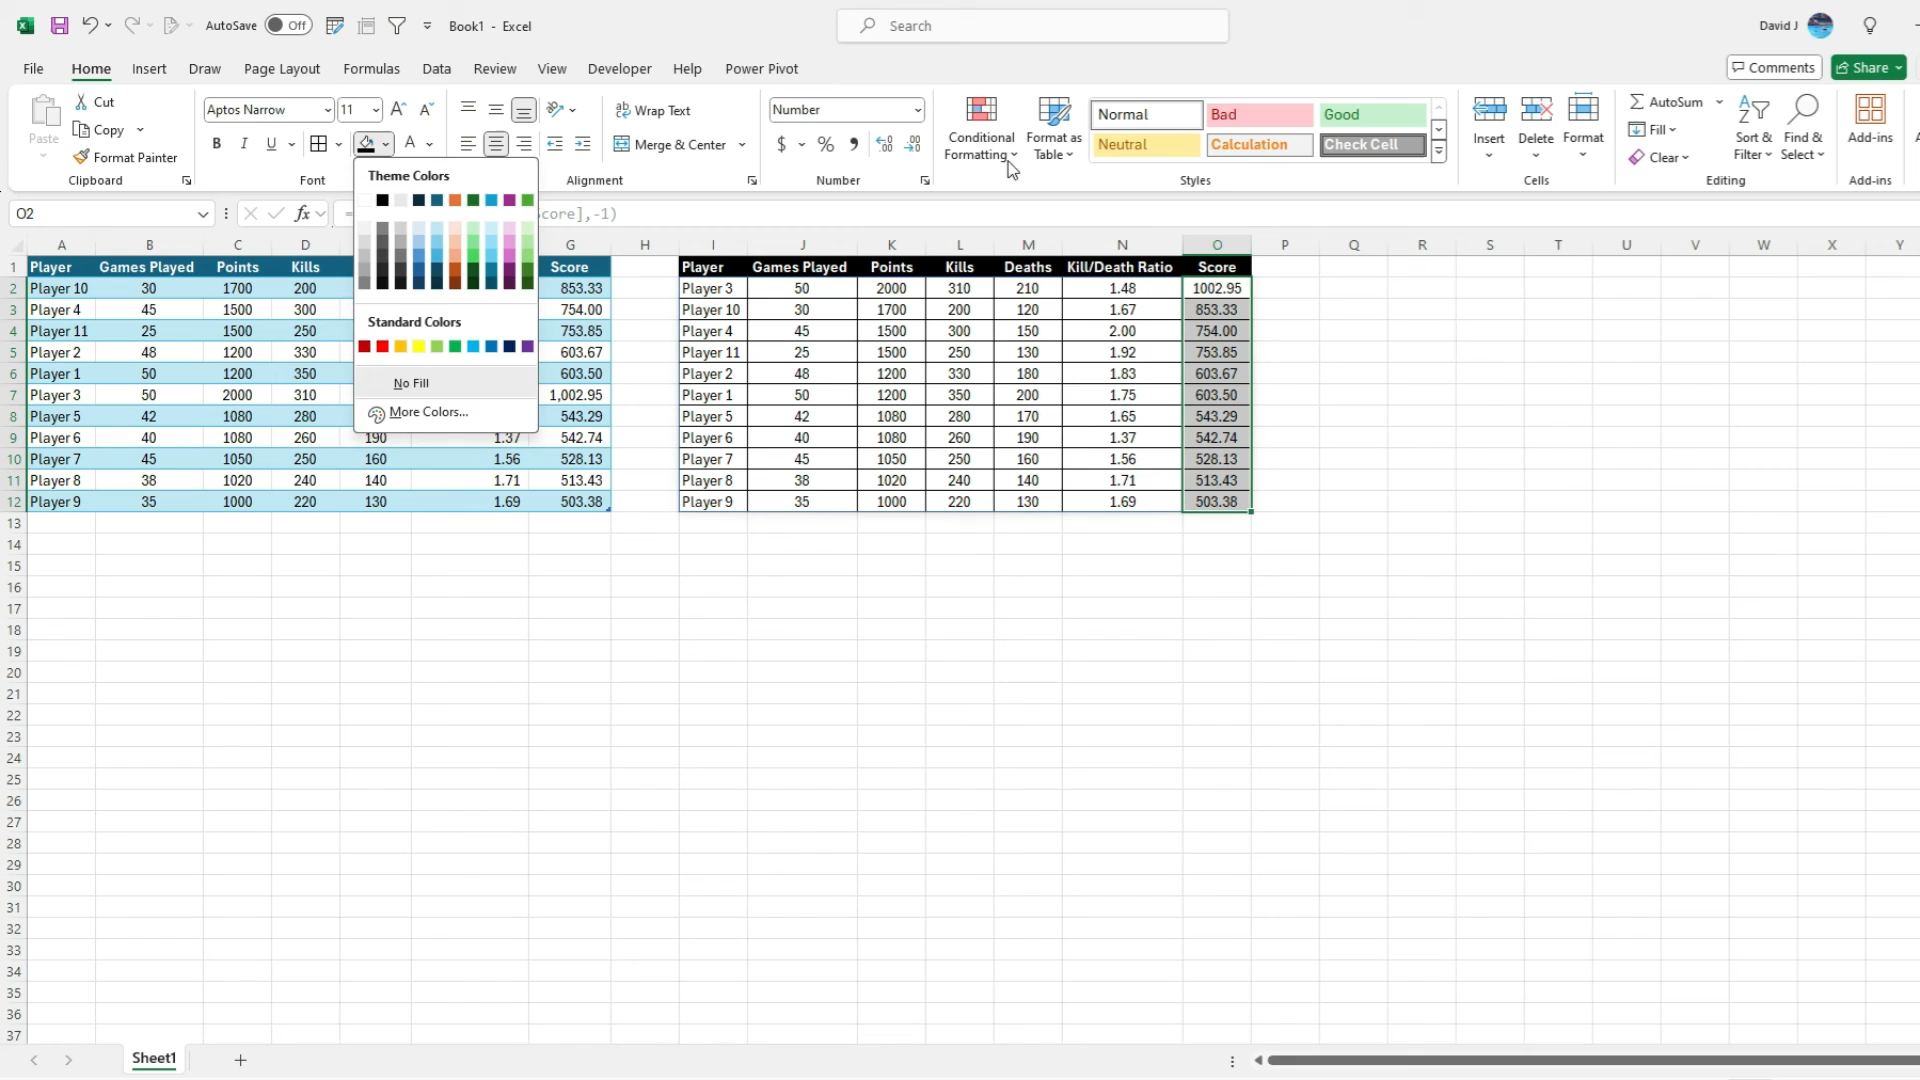 AutoSave Off Book1 - Excel Search David J
File Home Insert Draw Page Layout Formulas Data Review View Developer Help Power Pivot Comments Share
Paste Cut Copy Format Painter Clipboard
Aptos Narrow 11 B I U A Font
Wrap Text Merge & Center Alignment
Number $ % Number
Conditional Formatting Format as Table Normal Bad Good Neutral Calculation Check Cell Styles
Insert Delete Format Cells
AutoSum Fill Clear Sort & Filter Find & Select Editing
Add-ins Add-ins
O2 fx = core],-1)
Theme Colors
Standard Colors
No Fill
More Colors...
A B C D G H I J K L M N O P Q R S T U V W X Y
1 Player Games Played Points Kills Score Player Games Played Points Kills Deaths Kill/Death Ratio Score
2 Player 10 30 1700 200 853.33 Player 3 50 2000 310 210 1.48 1002.95
3 Player 4 45 1500 300 754.00 Player 10 30 1700 200 120 1.67 853.33
4 Player 11 25 1500 250 753.85 Player 4 45 1500 300 150 2.00 754.00
5 Player 2 48 1200 330 603.67 Player 11 25 1500 250 130 1.92 753.85
6 Player 1 50 1200 350 603.50 Player 2 48 1200 330 180 1.83 603.67
7 Player 3 50 2000 310 1,002.95 Player 1 50 1200 350 200 1.75 603.50
8 Player 5 42 1080 280 543.29 Player 5 42 1080 280 170 1.65 543.29
9 Player 6 40 1080 260 190 1.37 542.74 Player 6 40 1080 260 190 1.37 542.74
10 Player 7 45 1050 250 160 1.56 528.13 Player 7 45 1050 250 160 1.56 528.13
11 Player 8 38 1020 240 140 1.71 513.43 Player 8 38 1020 240 140 1.71 513.43
12 Player 9 35 1000 220 130 1.69 503.38 Player 9 35 1000 220 130 1.69 503.38
13
14
15
16
17
18
19
20
21
22
23
24
25
26
27
28
29
30
31
32
33
34
35
36
37
Sheet1